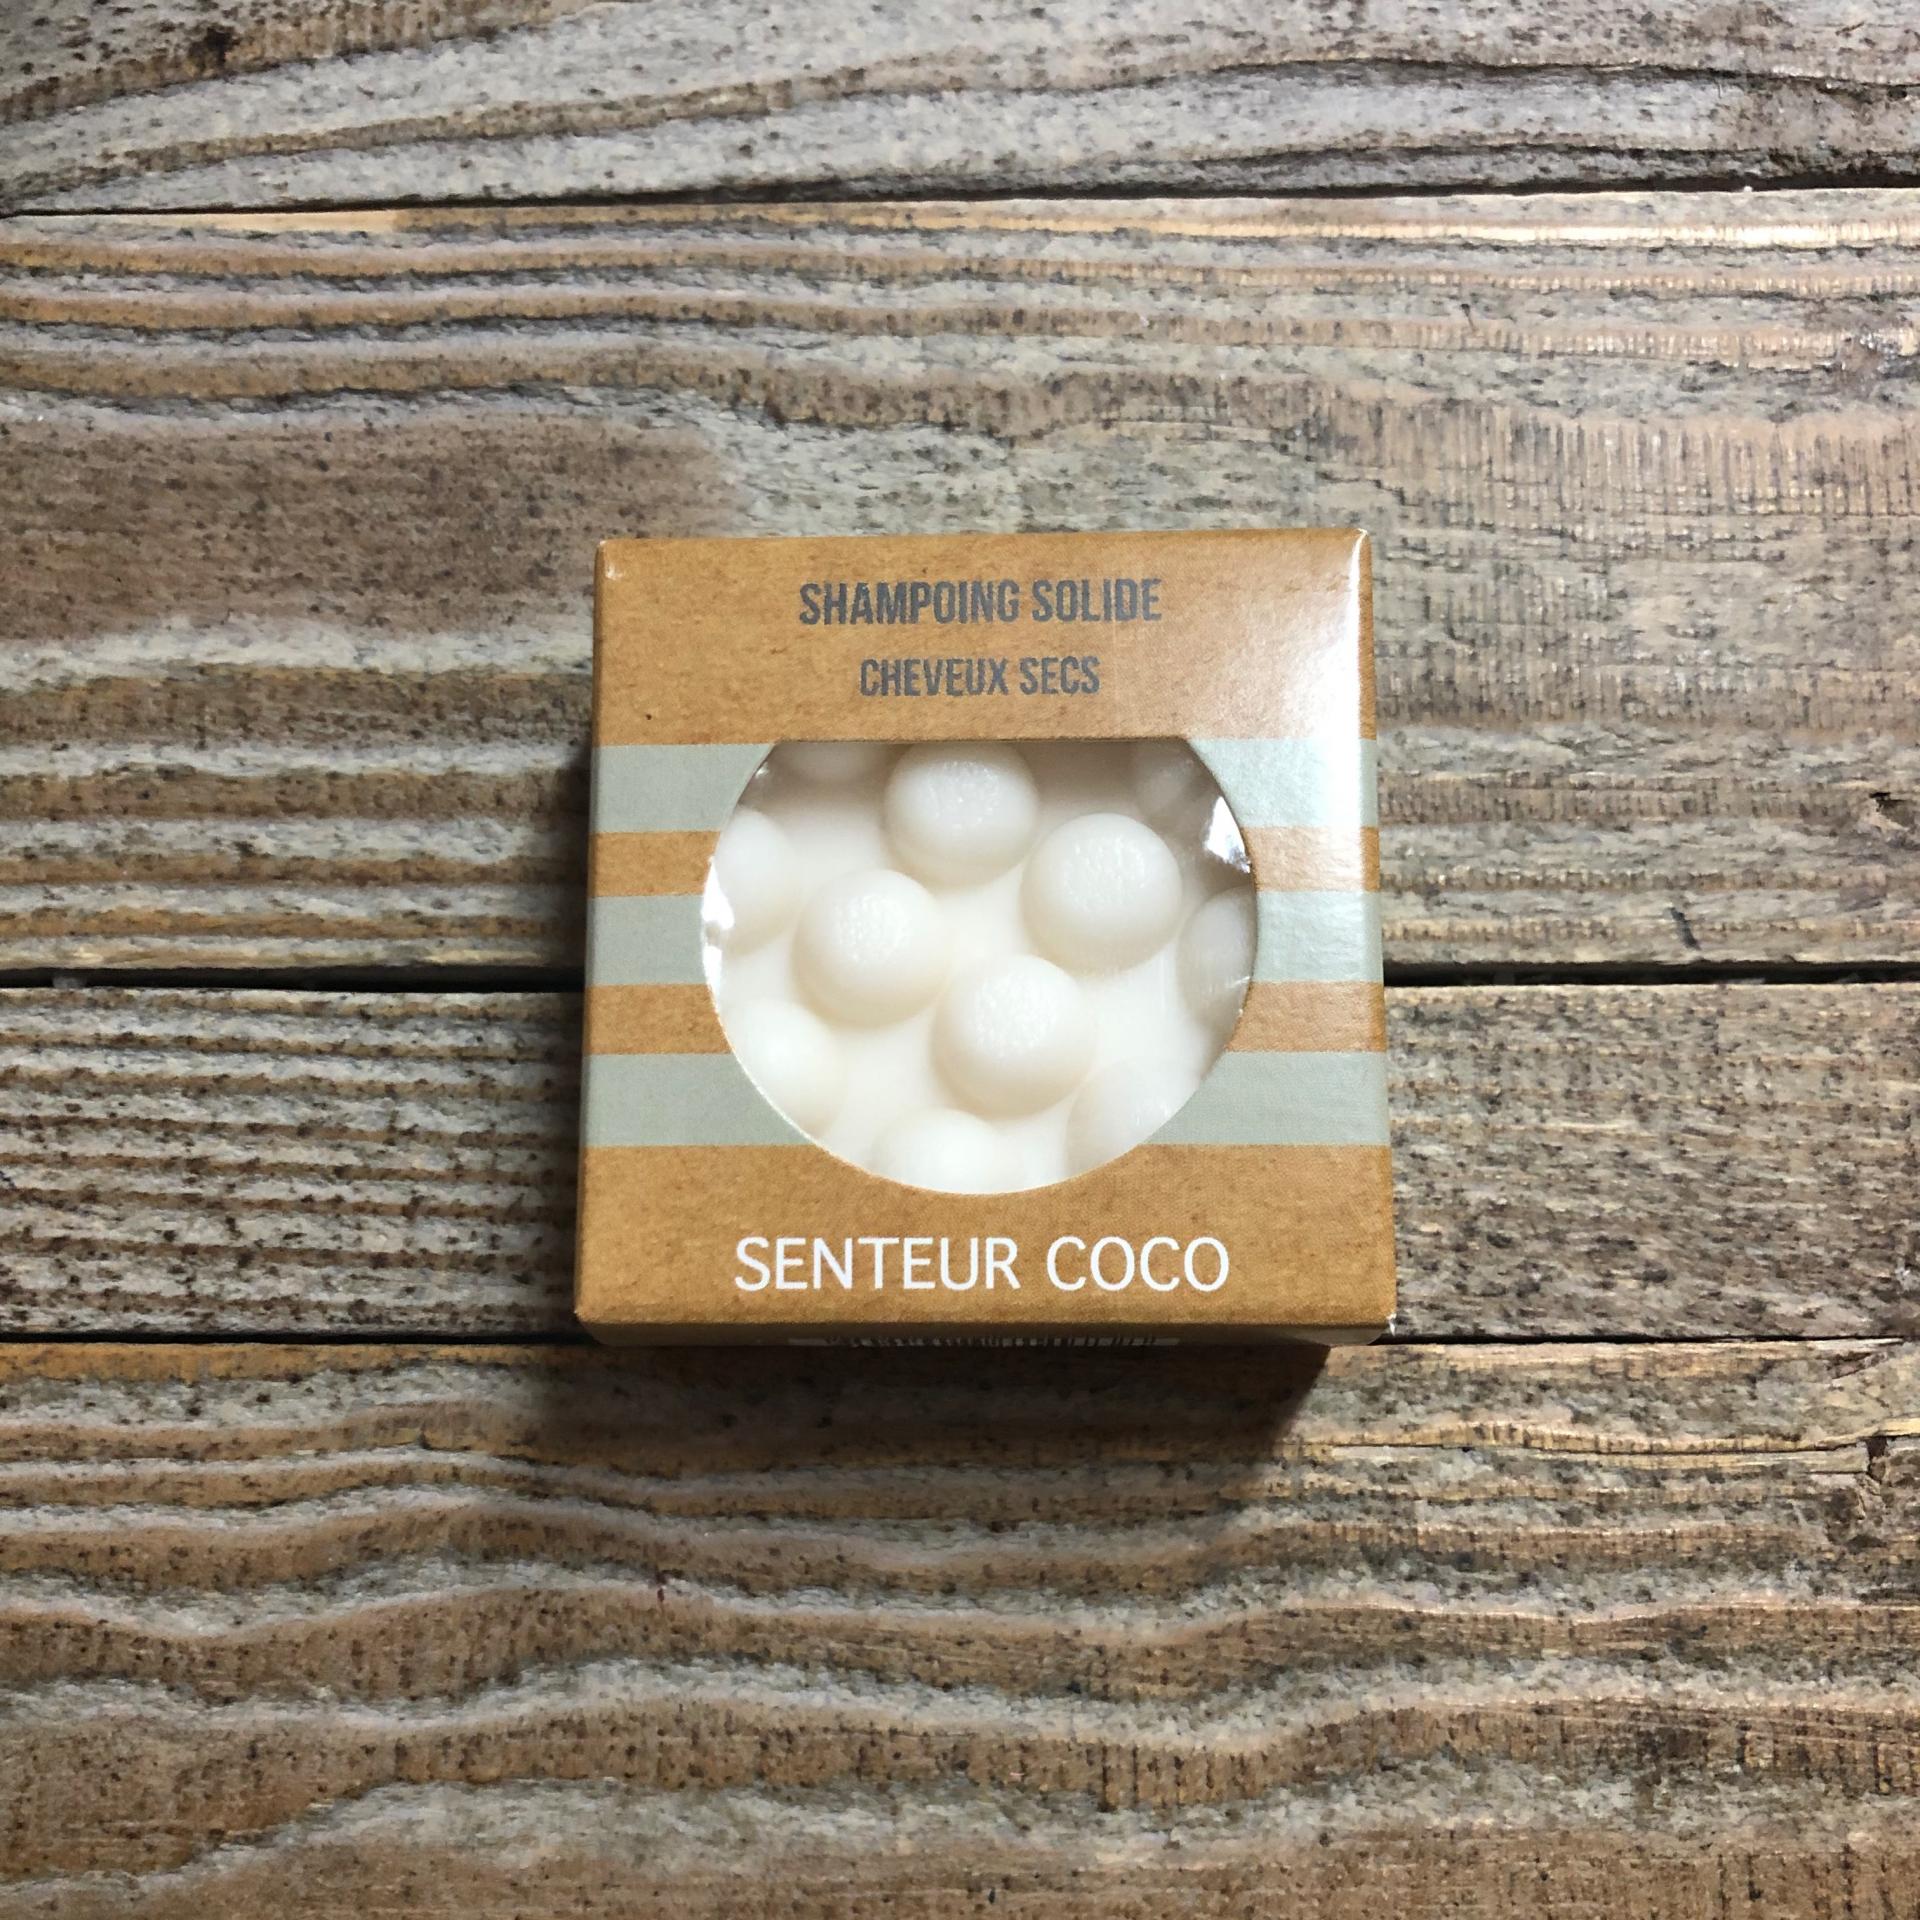 SHAMPOING SOLIDE
CHEVEUX SECS
SENTEUR COCO